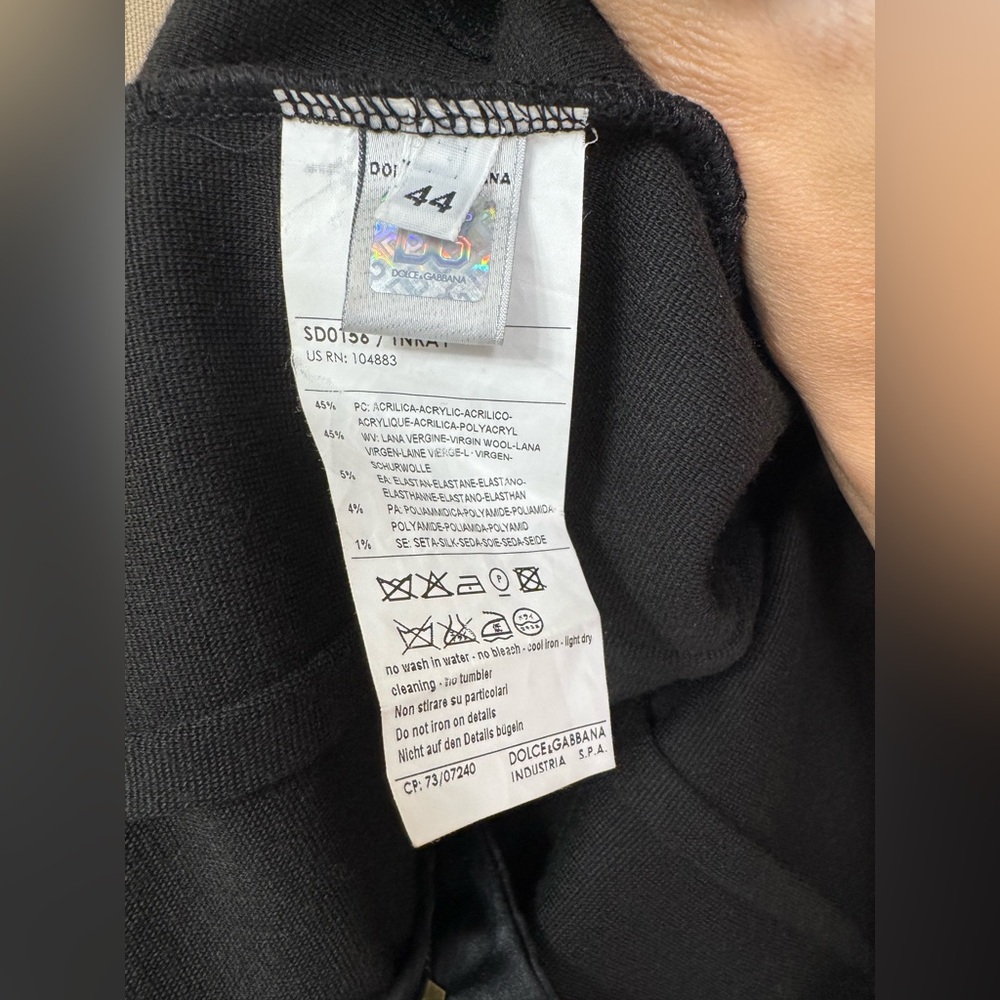 44
DOLCE&GABBANA
SD0156 /
US RN: 104883
45% PC: ACRILICA-ACRYLIC-ACRILICO-
ACRYLIQUE-ACRILICA-POLYACRYL
45% WV: LANA VERGINE-VIRGIN WOOL-LANA
VIRGEN-LAINE VIERGE-L · VIRGEN-
SCHURWOLLE
5% EA: ELASTAN-ELASTANE-ELASTANO-
ELASTHANNE-ELASTANO-ELASTHAN
4% PA: POLIAMMIDICA-POLYAMIDE-POLIAMIDA
POLYAMIDE-POLIAMIDA-POLYAMID
1% SE: SETA-SILK-SEDA-SOIE-SEDA-SEIDE
P
no wash in water - no bleach - cool iron - light dry
cleaning - no tumbler
Non stirare su particolari
Do not iron on details
Nicht auf den Details bügeln
CP: 73/07240
DOLCE&GABBANA
INDUSTRIA S.P.A.